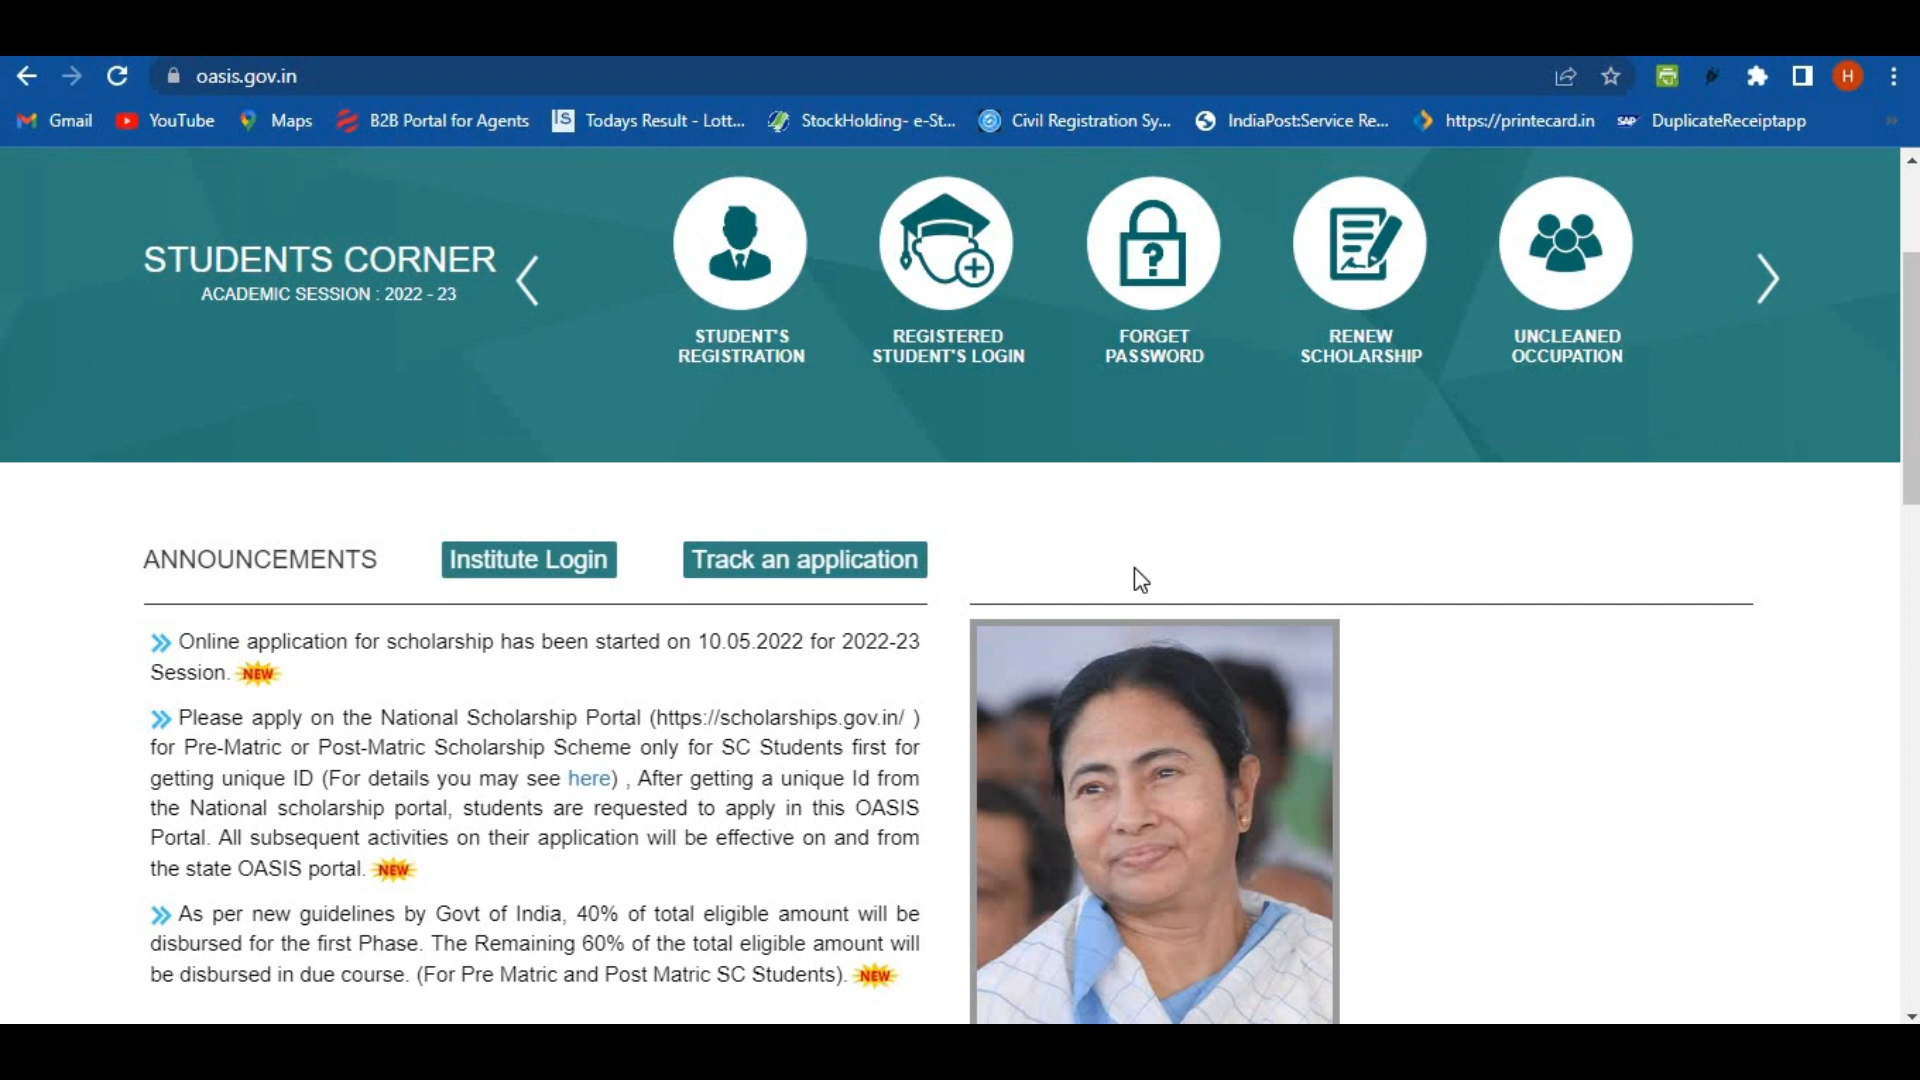 oasis.gov.in
H
Gmail YouTube Maps B2B Portal for Agents Todays Result - Lott... StockHolding- e-St... Civil Registration Sy... IndiaPost:Service Re... https://printecard.in SAP DuplicateReceiptapp
STUDENTS CORNER
ACADEMIC SESSION : 2022 - 23
STUDENT'S
REGISTRATION
REGISTERED
STUDENT'S LOGIN
FORGET
PASSWORD
RENEW
SCHOLARSHIP
UNCLEANED
OCCUPATION
ANNOUNCEMENTS Institute Login Track an application
Online application for scholarship has been started on 10.05.2022 for 2022-23
Session. NEW
Please apply on the National Scholarship Portal (https://scholarships.gov.in/ )
for Pre-Matric or Post-Matric Scholarship Scheme only for SC Students first for
getting unique ID (For details you may see here) , After getting a unique Id from
the National scholarship portal, students are requested to apply in this OASIS
Portal. All subsequent activities on their application will be effective on and from
the state OASIS portal. NEW
As per new guidelines by Govt of India, 40% of total eligible amount will be
disbursed for the first Phase. The Remaining 60% of the total eligible amount will
be disbursed in due course. (For Pre Matric and Post Matric SC Students). NEW